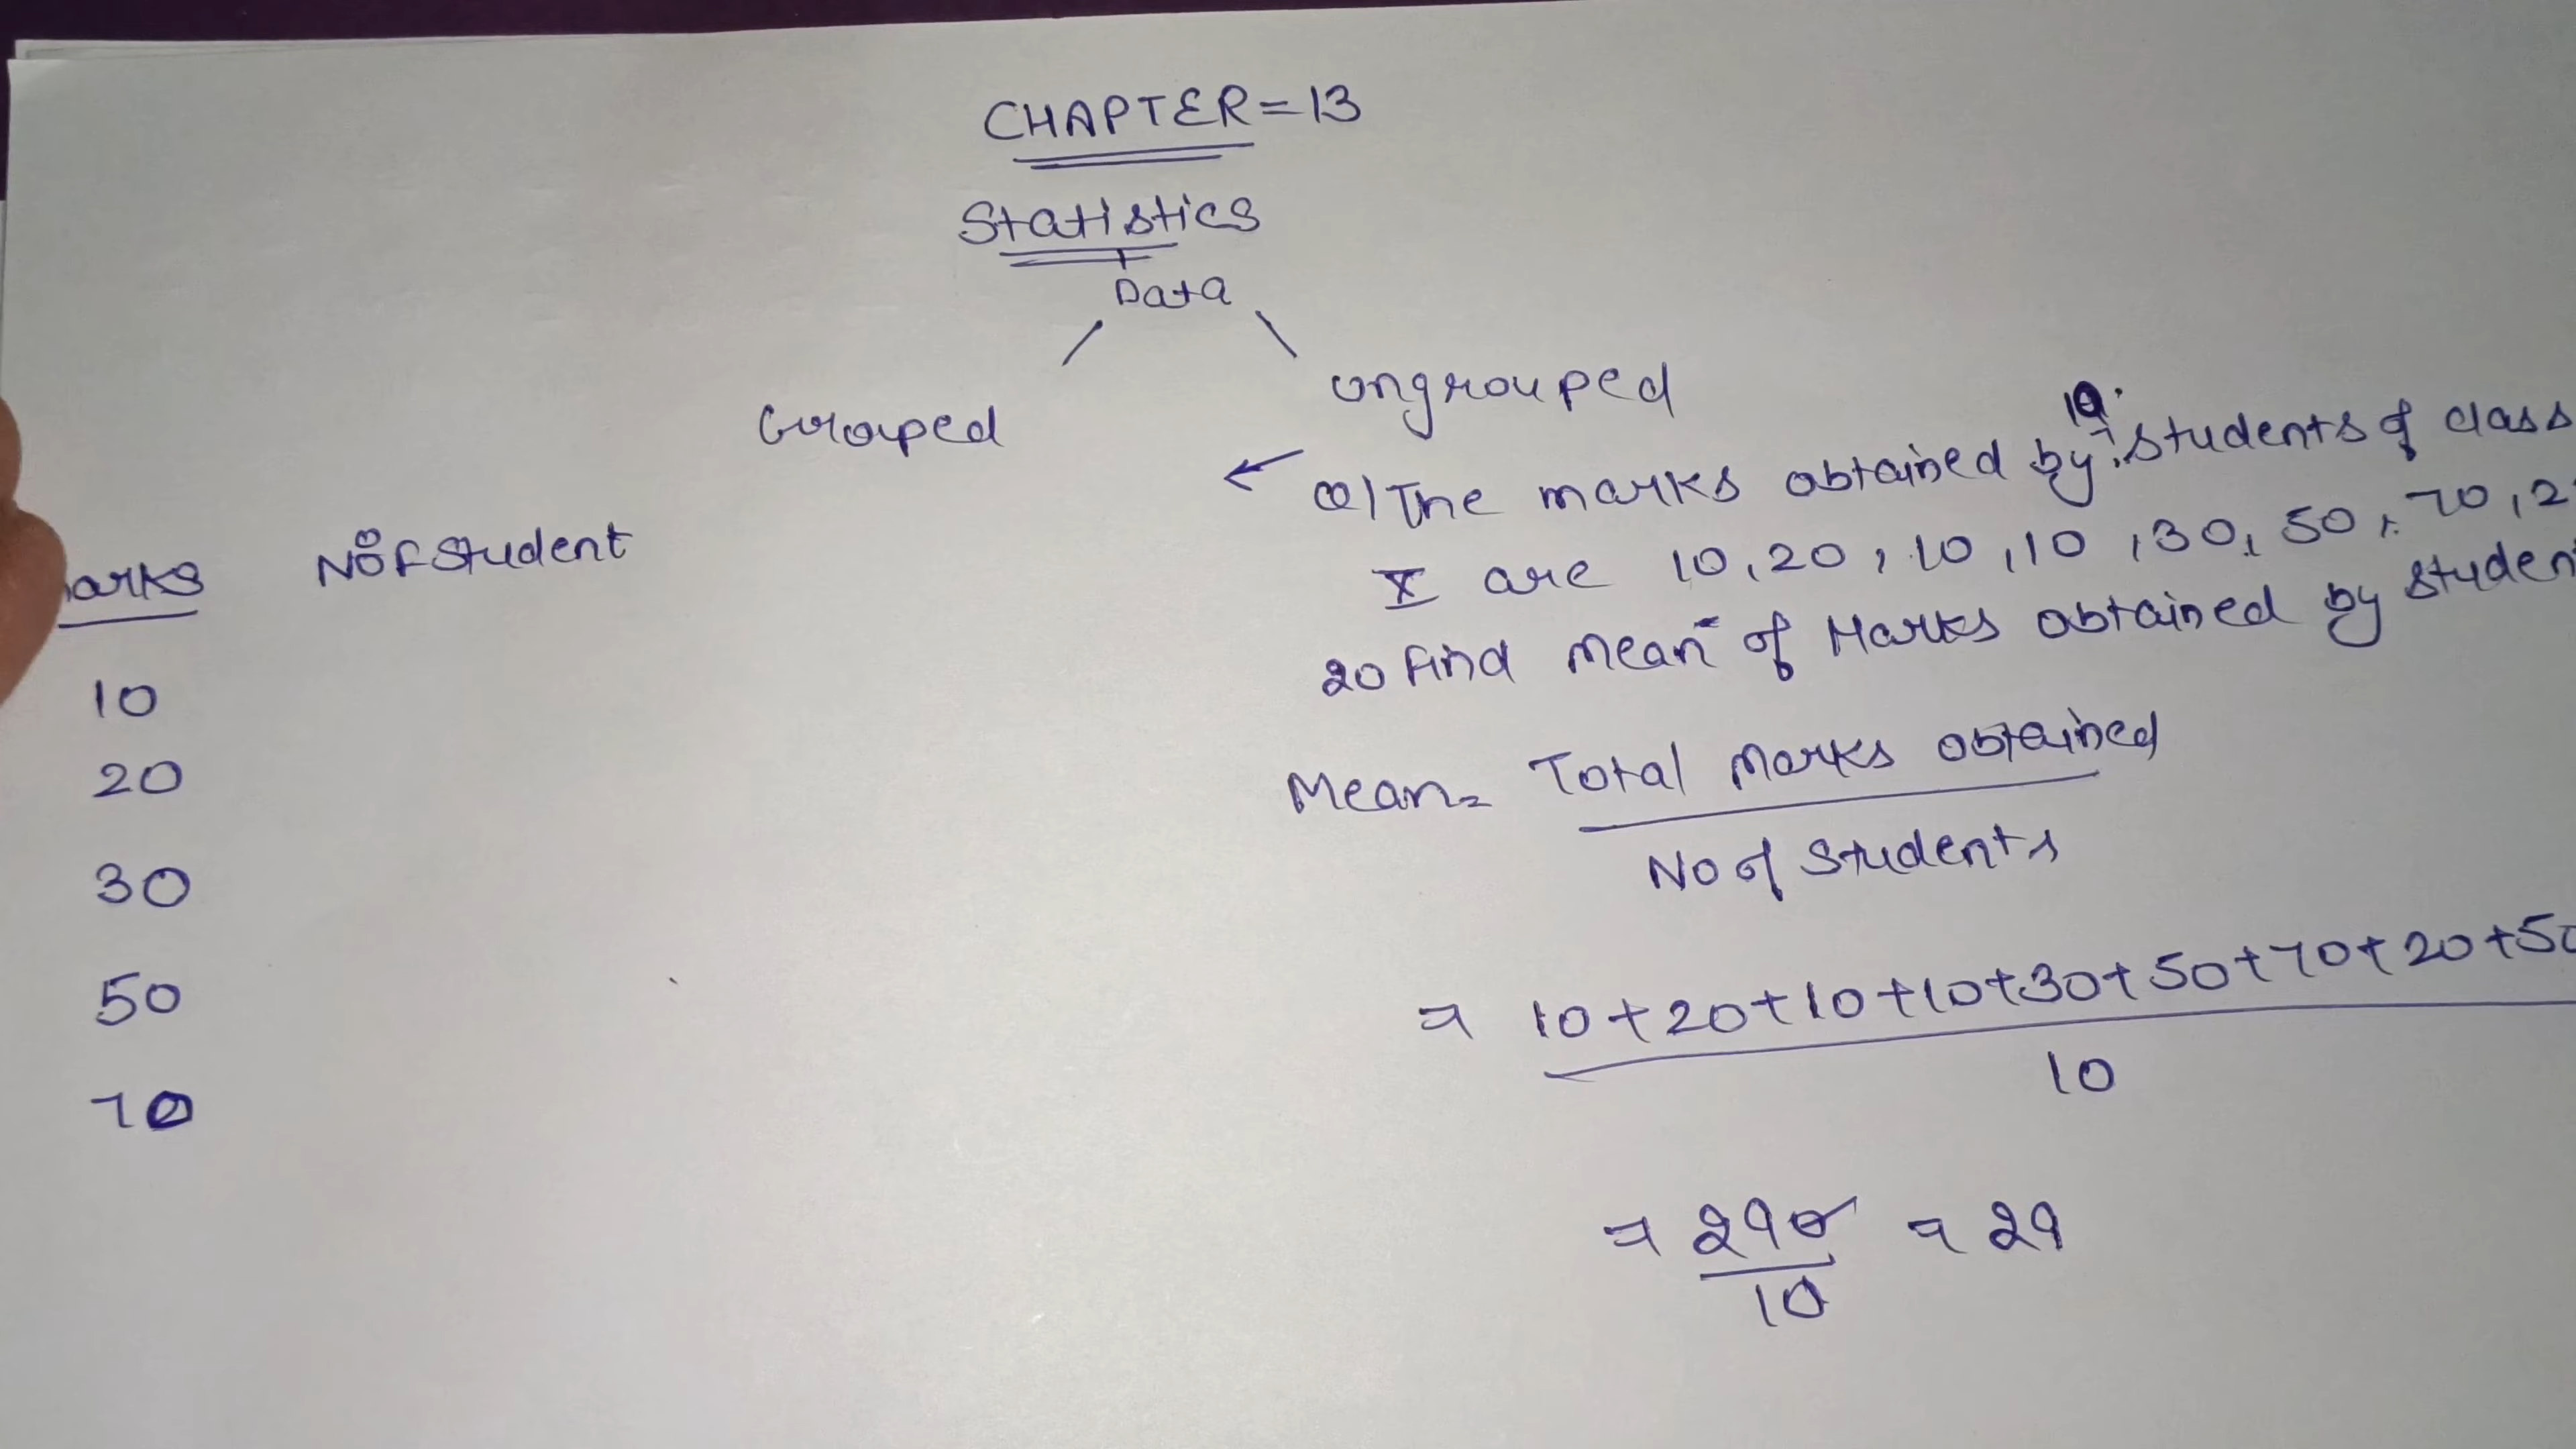 CHAPTER=13
Statistics
Data
Grouped
ungrouped
Q) The marks obtained by 10 students of class
X are 10, 20, 10, 10, 30, 50, 70, 2
20 find mean of Marks obtained by student
Mean = Total marks obtained
No of students
= 10+20+10+10+30+50+70+20+50
10
= 290 = 29
10
arks No of Student
10
20
30
50
70